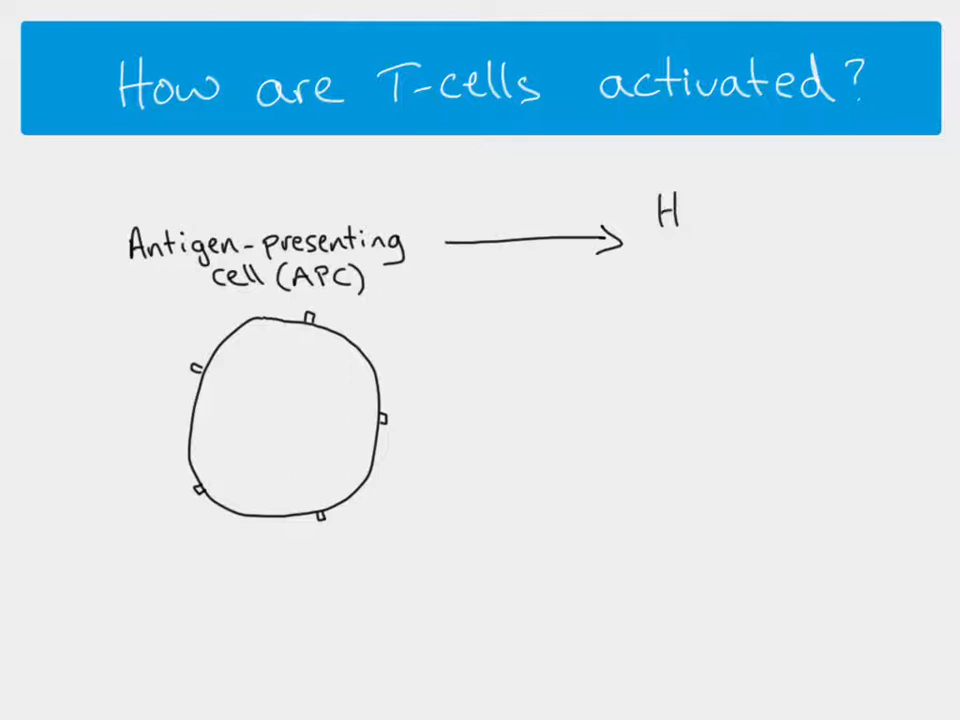 How are T-cells activated?
Antigen-presenting
cell (APC)
H